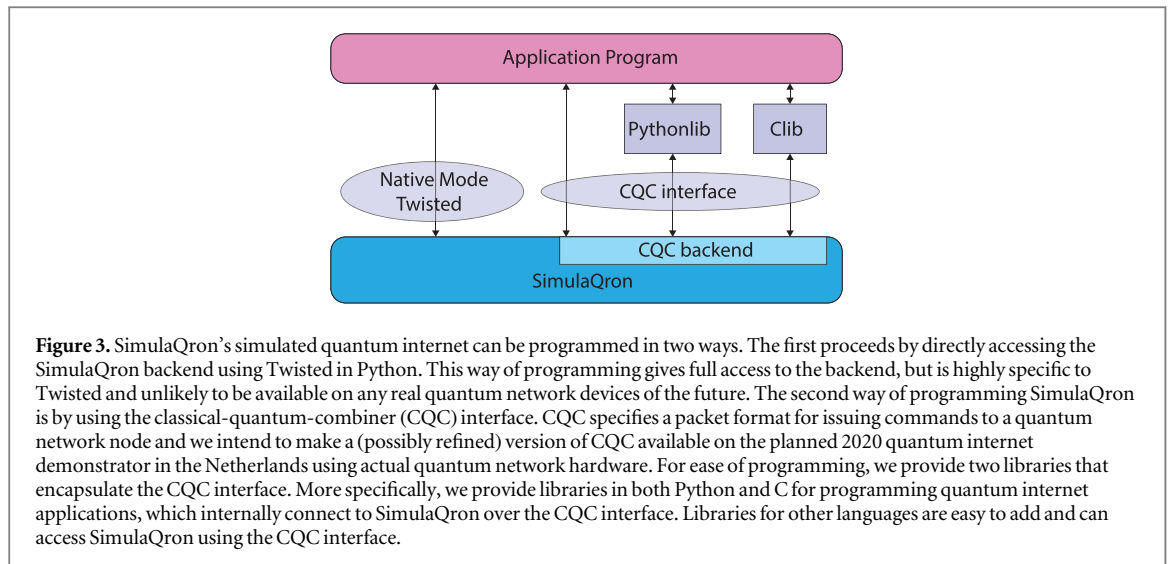 Application Program
Pythonlib
Clib
Native Mode
Twisted
CQC interface
CQC backend
SimulaQron
Figure 3. SimulaQron's simulated quantum internet can be programmed in two ways. The first proceeds by directly accessing the
SimulaQron backend using Twisted in Python. This way of programming gives full access to the backend, but is highly specific to
Twisted and unlikely to be available on any real quantum network devices of the future. The second way of programming SimulaQron
is by using the classical-quantum-combiner (CQC) interface. CQC specifies a packet format for issuing commands to a quantum
network node and we intend to make a (possibly refined) version of CQC available on the planned 2020 quantum internet
demonstrator in the Netherlands using actual quantum network hardware. For ease of programming, we provide two libraries that
encapsulate the CQC interface. More specifically, we provide libraries in both Python and C for programming quantum internet
applications, which internally connect to SimulaQron over the CQC interface. Libraries for other languages are easy to add and can
access SimulaQron using the CQC interface.